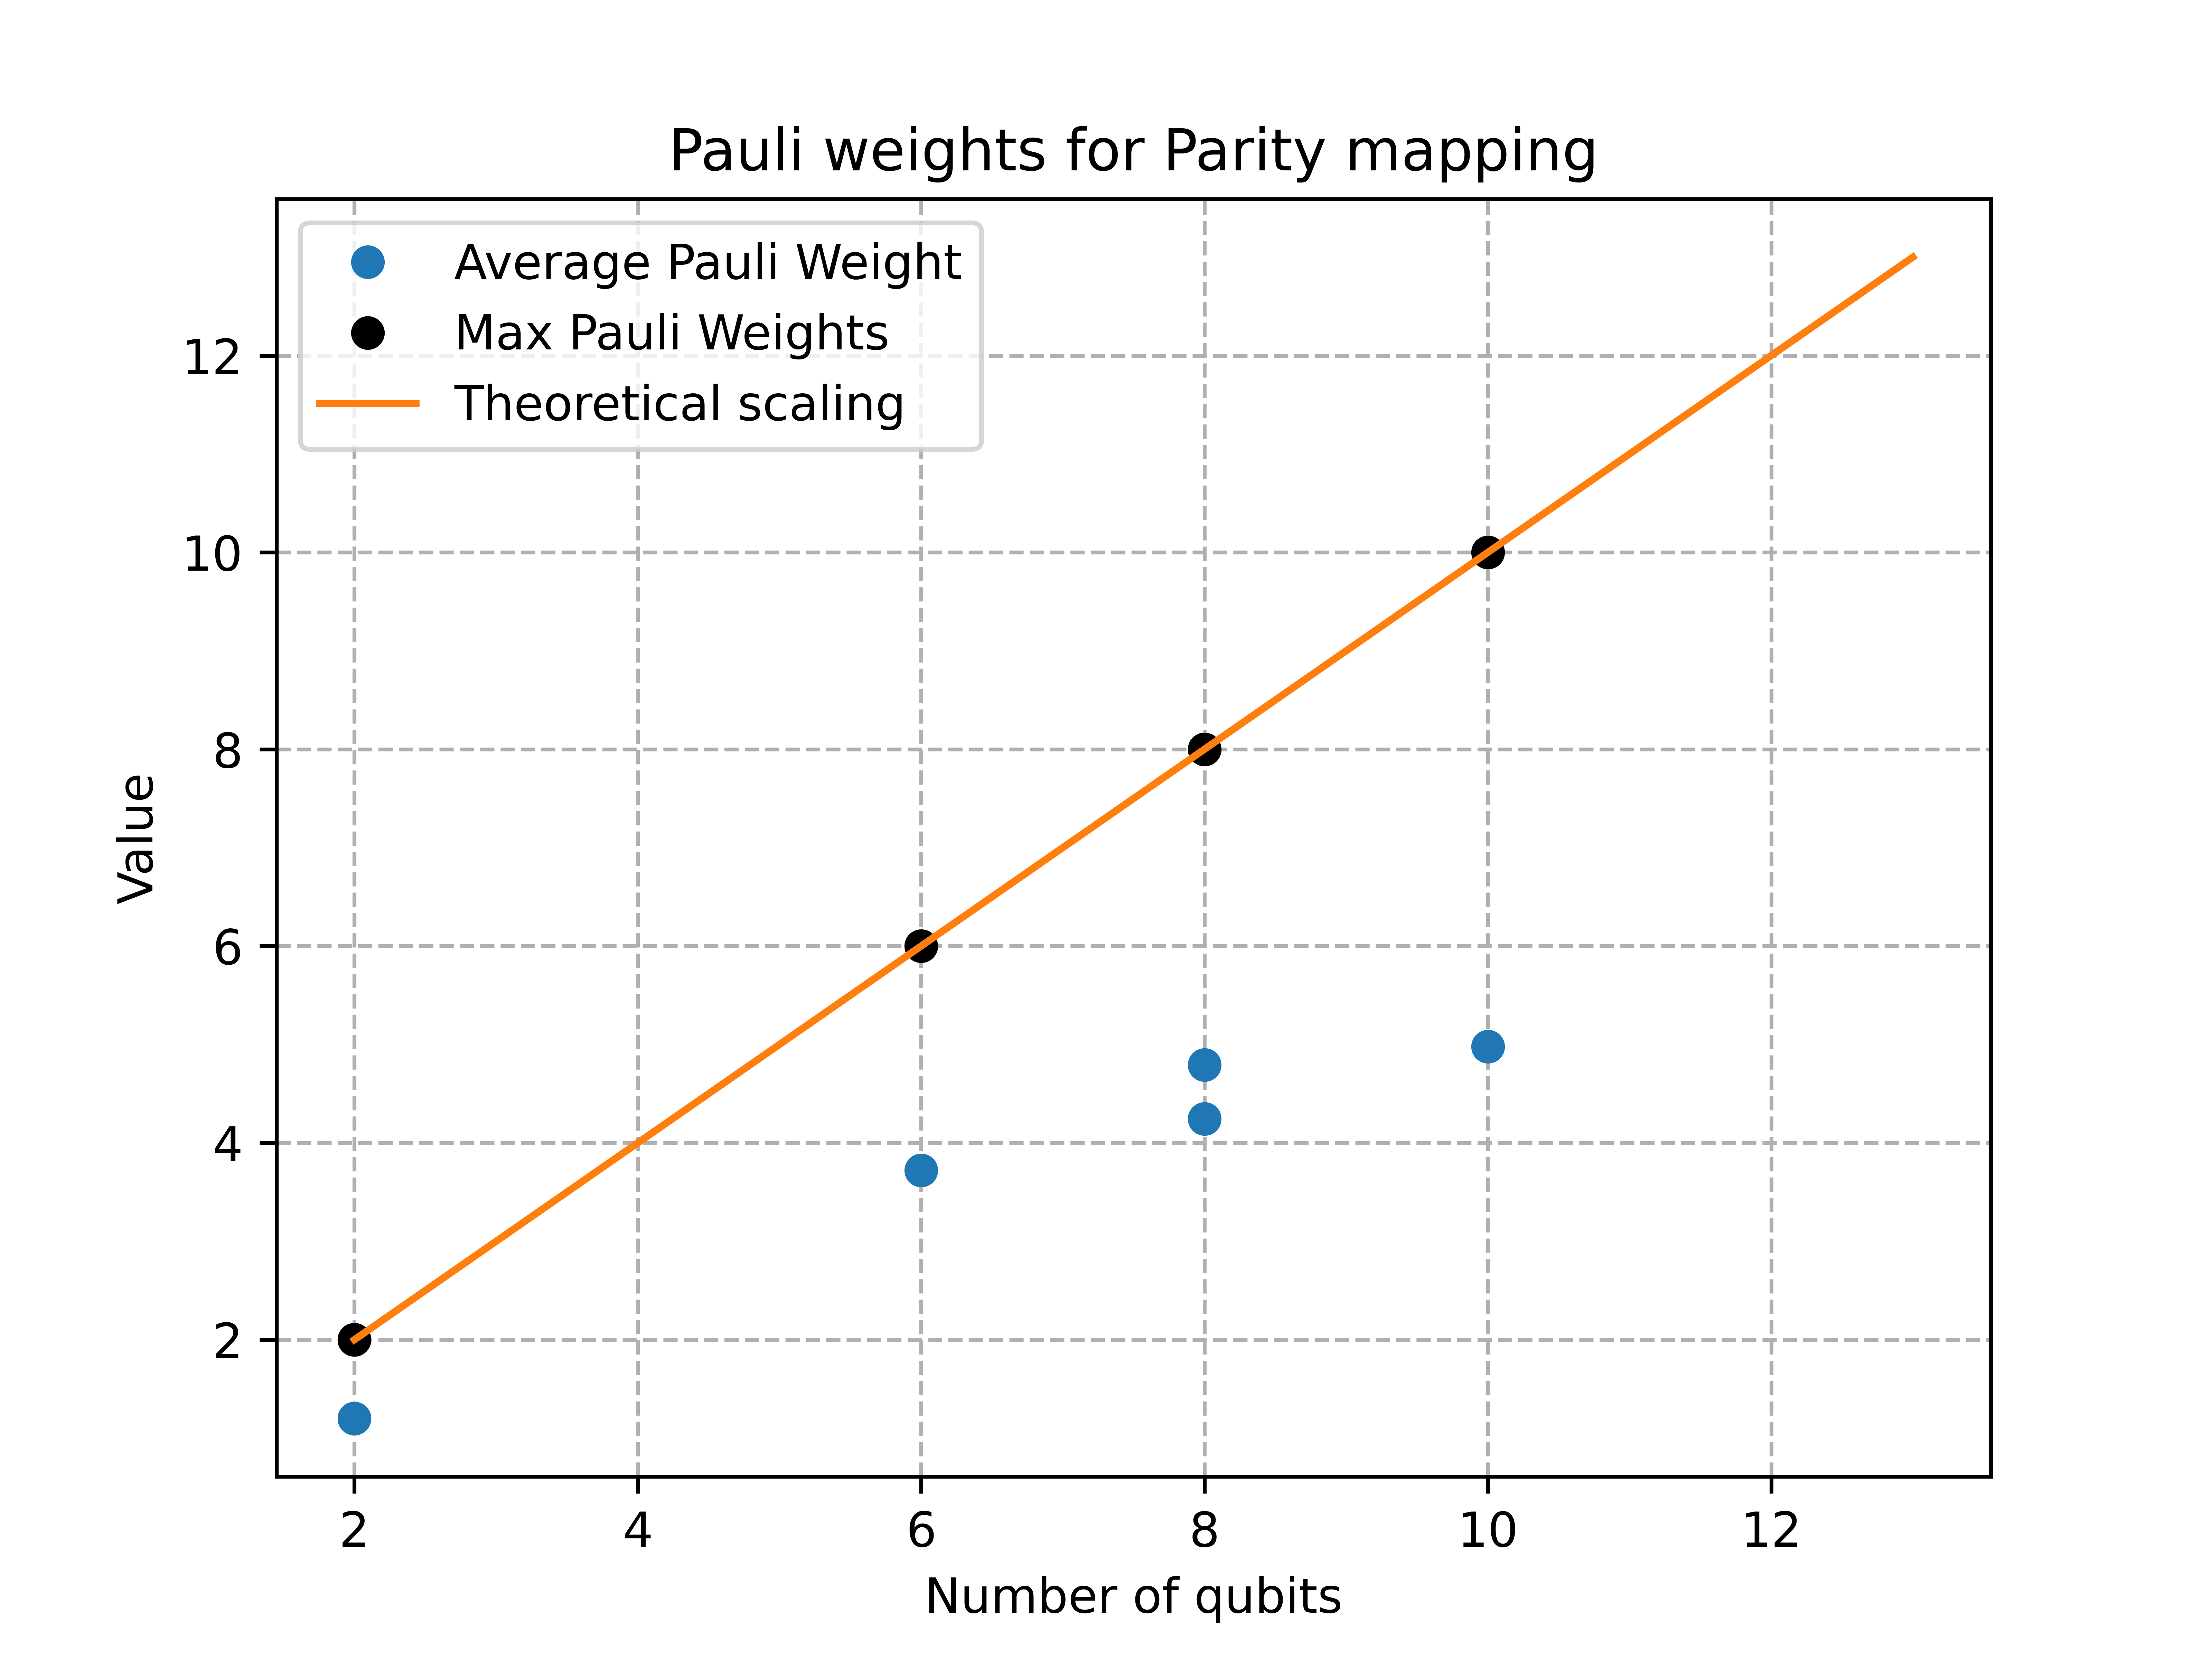 Pauli weights for Parity mapping
Average Pauli Weight
Max Pauli Weights
Theoretical scaling
12
10
8
6
4
2
Value
2 4 6 8 10 12
Number of qubits